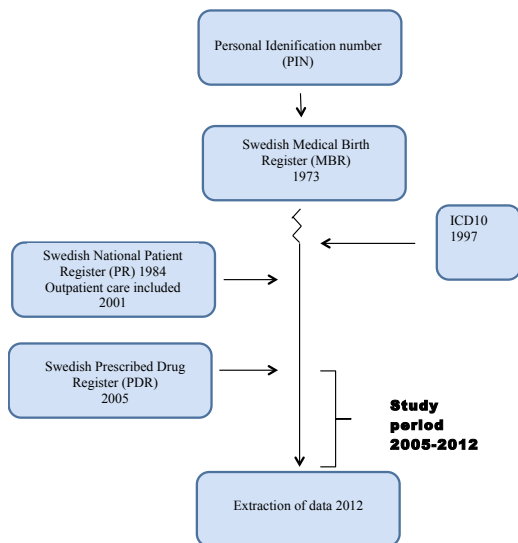 Personal Idenification number
(PIN)
Swedish Medical Birth
Register (MBR)
1973
ICD10
1997
Swedish National Patient
Register (PR) 1984
Outpatient care included
2001
Swedish Prescribed Drug
Register (PDR)
2005
Study
period
2005-2012
Extraction of data 2012